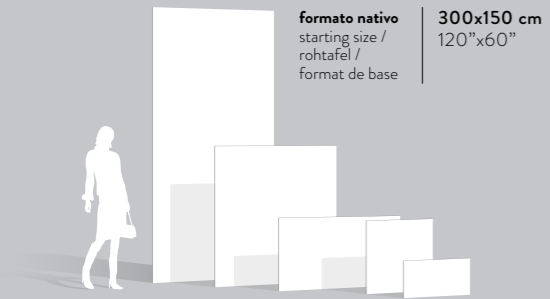 formato nativo
starting size /
rohtafel /
format de base
300x150 cm
120”x60”